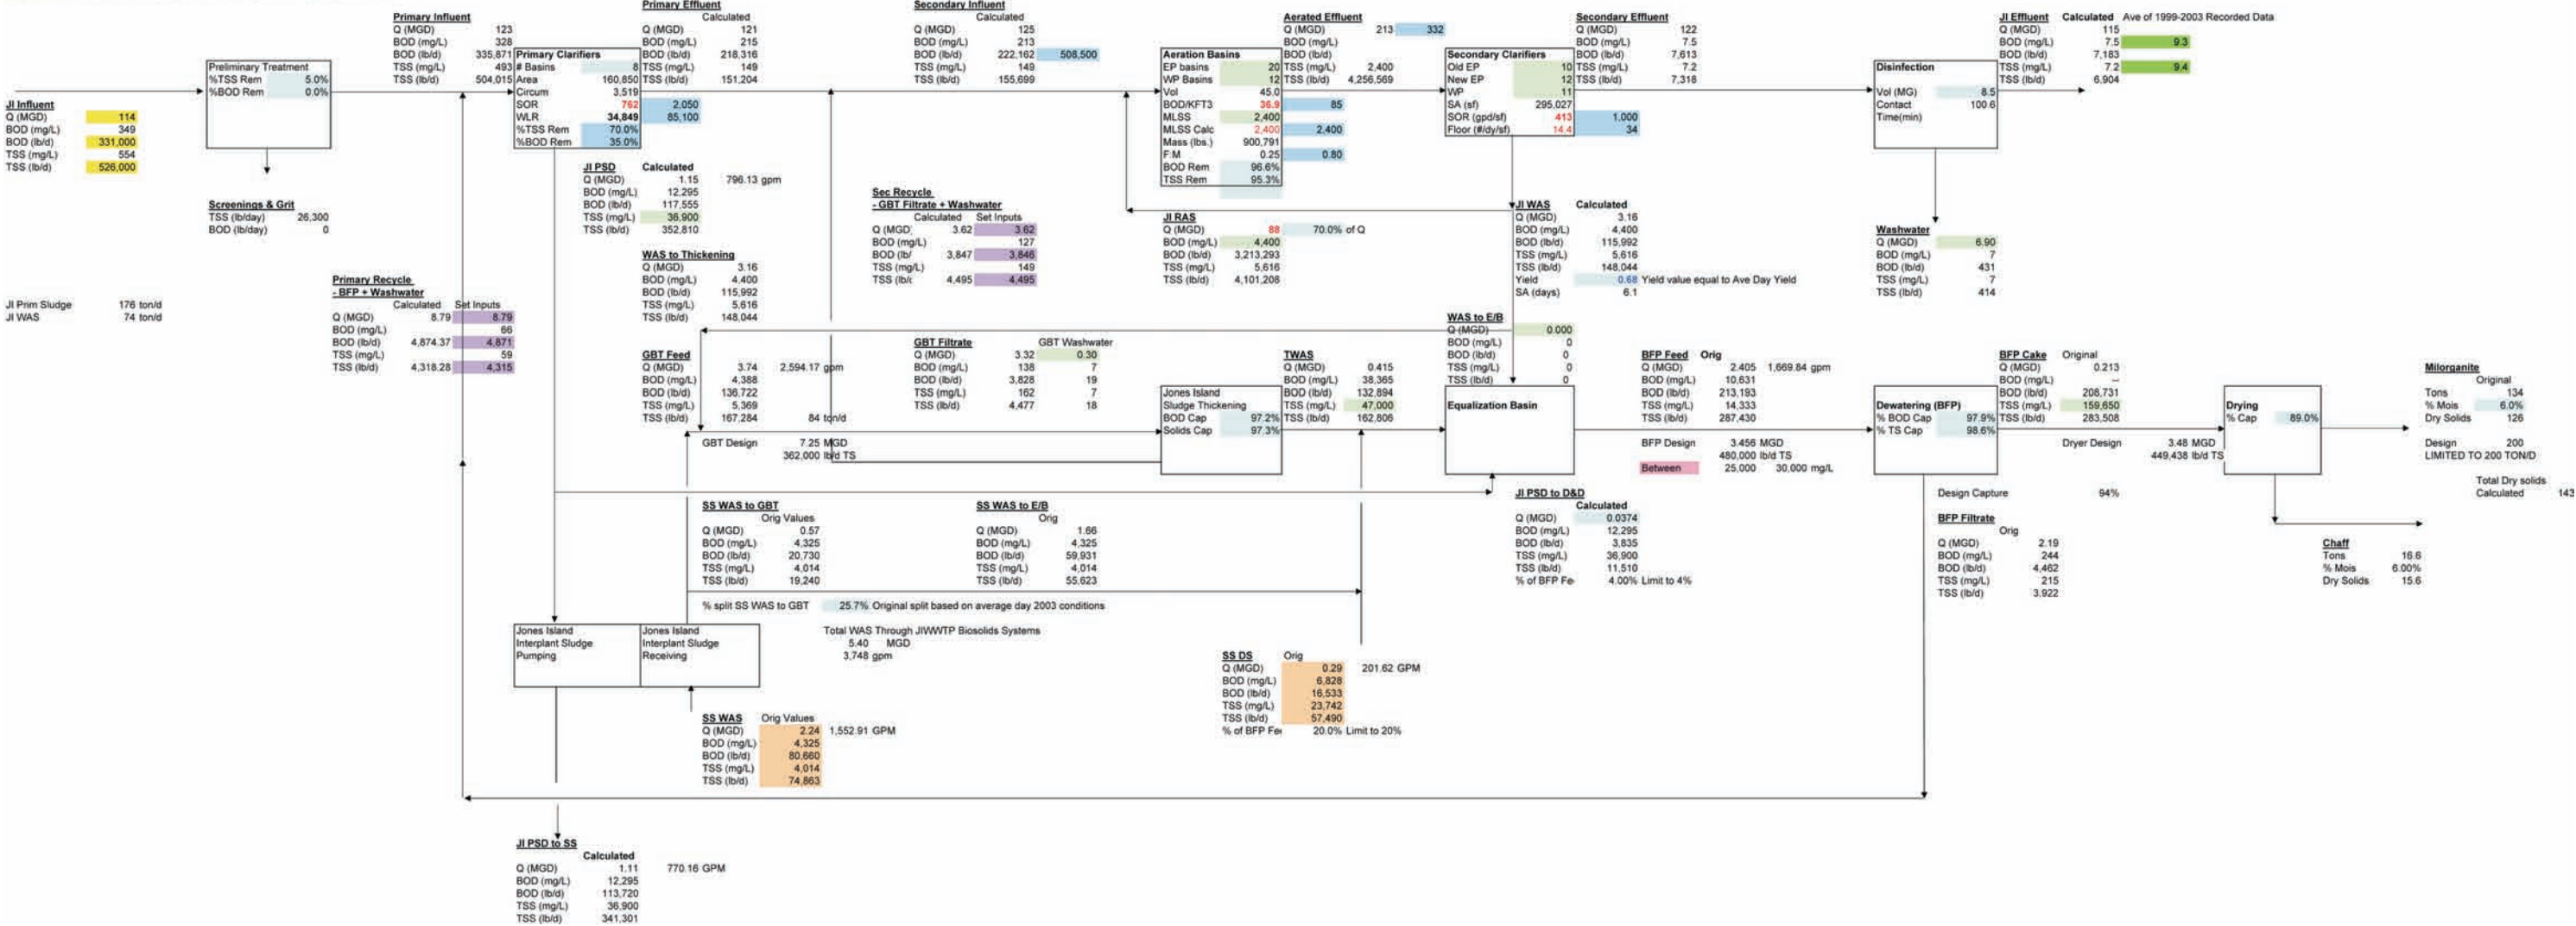 JI Influent
Q (MGD) 114
BOD (mg/L) 349
BOD (lb/d) 331,000
TSS (mg/L) 554
TSS (lb/d) 526,000
JI Prim Sludge 176 ton/d
JI WAS 74 ton/d
Preliminary Treatment
%TSS Rem 5.0%
%BOD Rem 0.0%
Screenings & Grit
TSS (lb/day) 26,300
BOD (lb/day) 0
Primary Influent
Q (MGD) 123
BOD (mg/L) 328
BOD (lb/d) 335,871
TSS (mg/L) 493
TSS (lb/d) 504,015
Primary Recycle
- BFP + Washwater
Calculated Set Inputs
Q (MGD) 8.79 8.79
BOD (mg/L) 66
BOD (lb/d) 4,874.37 4,871
TSS (mg/L) 59
TSS (lb/d) 4,318.28 4,315
Primary Clarifiers
# Basins 8
Area 160,850
Circum 3,519
SOR 762 2,050
WLR 34,849 85,100
%TSS Rem 70.0%
%BOD Rem 35.0%
Primary Effluent
Calculated
Q (MGD) 121
BOD (mg/L) 215
BOD (lb/d) 218,316
TSS (mg/L) 149
TSS (lb/d) 151,204
JI PSD Calculated
Q (MGD) 1.15 796.13 gpm
BOD (mg/L) 12,295
BOD (lb/d) 117,555
TSS (mg/L) 36,900
TSS (lb/d) 352,810
WAS to Thickening
Q (MGD) 3.16
BOD (mg/L) 4,400
BOD (lb/d) 115,992
TSS (mg/L) 5,616
TSS (lb/d) 148,044
GBT Feed
Q (MGD) 3.74 2,594.17 gpm
BOD (mg/L) 4,388
BOD (lb/d) 136,722
TSS (mg/L) 5,369
TSS (lb/d) 167,284 84 ton/d
GBT Design 7.25 MGD
362,000 lb/d TS
Secondary Influent
Calculated
Q (MGD) 125
BOD (mg/L) 213
BOD (lb/d) 222,162 508,500
TSS (mg/L) 149
TSS (lb/d) 155,699
Sec Recycle
- GBT Filtrate + Washwater
Calculated Set Inputs
Q (MGD) 3.62 3.62
BOD (mg/L) 127
BOD (lb/ 3,847 3,846
TSS (mg/L) 149
TSS (lb/c 4,495 4,495
GBT Filtrate GBT Washwater
Q (MGD) 3.32 0.30
BOD (mg/L) 138 7
BOD (lb/d) 3,828 19
TSS (mg/L) 162 7
TSS (lb/d) 4,477 18
Aeration Basins
EP basins 20
WP Basins 12
Vol 45.0
BOD/KFT3 36.9 85
MLSS 2,400
MLSS Calc 2,400 2,400
Mass (lbs.) 900,791
F:M 0.25 0.80
BOD Rem 96.6%
TSS Rem 95.3%
Aerated Effluent
Q (MGD) 213 332
BOD (mg/L)
BOD (lb/d)
TSS (mg/L) 2,400
TSS (lb/d) 4,256,569
JI RAS
Q (MGD) 88 70.0% of Q
BOD (mg/L) 4,400
BOD (lb/d) 3,213,293
TSS (mg/L) 5,616
TSS (lb/d) 4,101,208
Secondary Clarifiers
Old EP 10
New EP 12
WP 11
SA (sf) 295,027
SOR (gpd/sf) 413 1,000
Floor (#/dy/sf) 14.4 34
Secondary Effluent
Q (MGD) 122
BOD (mg/L) 7.5
BOD (lb/d) 7,613
TSS (mg/L) 7.2
TSS (lb/d) 7,318
JI WAS Calculated
Q (MGD) 3.16
BOD (mg/L) 4,400
BOD (lb/d) 115,992
TSS (mg/L) 5,616
TSS (lb/d) 148,044
Yield 0.68 Yield value equal to Ave Day Yield
SA (days) 6.1
WAS to E/B
Q (MGD) 0.000
BOD (mg/L) 0
BOD (lb/d) 0
TSS (mg/L) 0
TSS (lb/d) 0
Disinfection
Vol (MG) 8.5
Contact 100.6
Time(min)
JI Effluent Calculated Ave of 1999-2003 Recorded Data
Q (MGD) 115
BOD (mg/L) 7.5 9.3
BOD (lb/d) 7,183
TSS (mg/L) 7.2 9.4
TSS (lb/d) 6,904
Washwater
Q (MGD) 6.90
BOD (mg/L) 7
BOD (lb/d) 431
TSS (mg/L) 7
TSS (lb/d) 414
Jones Island
Sludge Thickening
BOD Cap 97.2%
Solids Cap 97.3%
TWAS
Q (MGD) 0.415
BOD (mg/L) 38,365
BOD (lb/d) 132,894
TSS (mg/L) 47,000
TSS (lb/d) 162,806
Equalization Basin
BFP Feed Orig
Q (MGD) 2.405 1,669.84 gpm
BOD (mg/L) 10,631
BOD (lb/d) 213,193
TSS (mg/L) 14,333
TSS (lb/d) 287,430
BFP Design 3.456 MGD
480,000 lb/d TS
Between 25,000 30,000 mg/L
Dewatering (BFP)
% BOD Cap 97.9%
% TS Cap 98.6%
BFP Cake Original
Q (MGD) 0.213
BOD (mg/L) --
BOD (lb/d) 208,731
TSS (mg/L) 159,650
TSS (lb/d) 283,508
Dryer Design 3.48 MGD
449,438 lb/d TS
Drying
% Cap 89.0%
Milorganite
Original
Tons 134
% Mois 6.0%
Dry Solids 126
Design 200
LIMITED TO 200 TON/D
Total Dry solids
Calculated 143
Design Capture 94%
BFP Filtrate
Orig
Q (MGD) 2.19
BOD (mg/L) 244
BOD (lb/d) 4,462
TSS (mg/L) 215
TSS (lb/d) 3,922
Chaff
Tons 16.6
% Mois 6.00%
Dry Solids 15.6
JI PSD to D&D
Calculated
Q (MGD) 0.0374
BOD (mg/L) 12,295
BOD (lb/d) 3,835
TSS (mg/L) 36,900
TSS (lb/d) 11,510
% of BFP Fe 4.00% Limit to 4%
SS WAS to GBT
Orig Values
Q (MGD) 0.57
BOD (mg/L) 4,325
BOD (lb/d) 20,730
TSS (mg/L) 4,014
TSS (lb/d) 19,240
SS WAS to E/B
Orig
Q (MGD) 1.66
BOD (mg/L) 4,325
BOD (lb/d) 59,931
TSS (mg/L) 4,014
TSS (lb/d) 55,623
% split SS WAS to GBT 25.7% Original split based on average day 2003 conditions
Jones Island
Interplant Sludge
Pumping
Jones Island
Interplant Sludge
Receiving
Total WAS Through JIWWTP Biosolids Systems
5.40 MGD
3,748 gpm
SS DS Orig
Q (MGD) 0.29 201.62 GPM
BOD (mg/L) 6,828
BOD (lb/d) 16,533
TSS (mg/L) 23,742
TSS (lb/d) 57,490
% of BFP Fee 20.0% Limit to 20%
SS WAS Orig Values
Q (MGD) 2.24 1,552.91 GPM
BOD (mg/L) 4,325
BOD (lb/d) 80,660
TSS (mg/L) 4,014
TSS (lb/d) 74,863
JI PSD to SS
Calculated
Q (MGD) 1.11 770.16 GPM
BOD (mg/L) 12,295
BOD (lb/d) 113,720
TSS (mg/L) 36,900
TSS (lb/d) 341,301